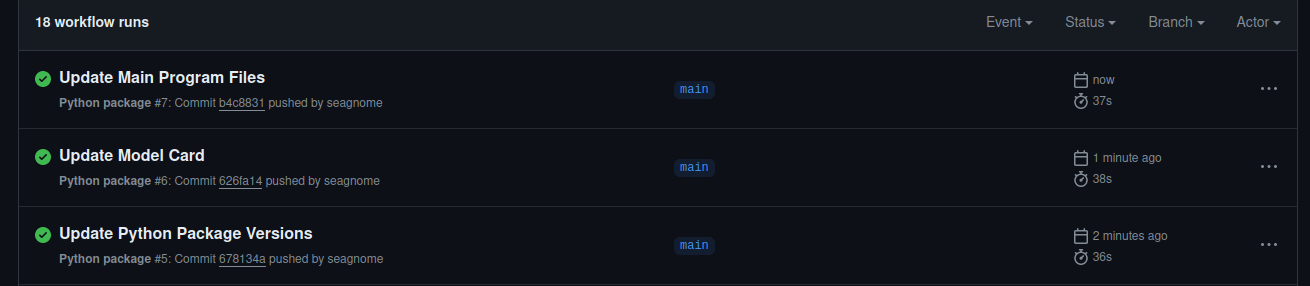 18 workflow runs
Event Status Branch Actor
Update Main Program Files
Python package #7: Commit b4c8831 pushed by seagnome
main
now
37s
Update Model Card
Python package #6: Commit 626fa14 pushed by seagnome
main
1 minute ago
38s
Update Python Package Versions
Python package #5: Commit 678134a pushed by seagnome
main
2 minutes ago
36s